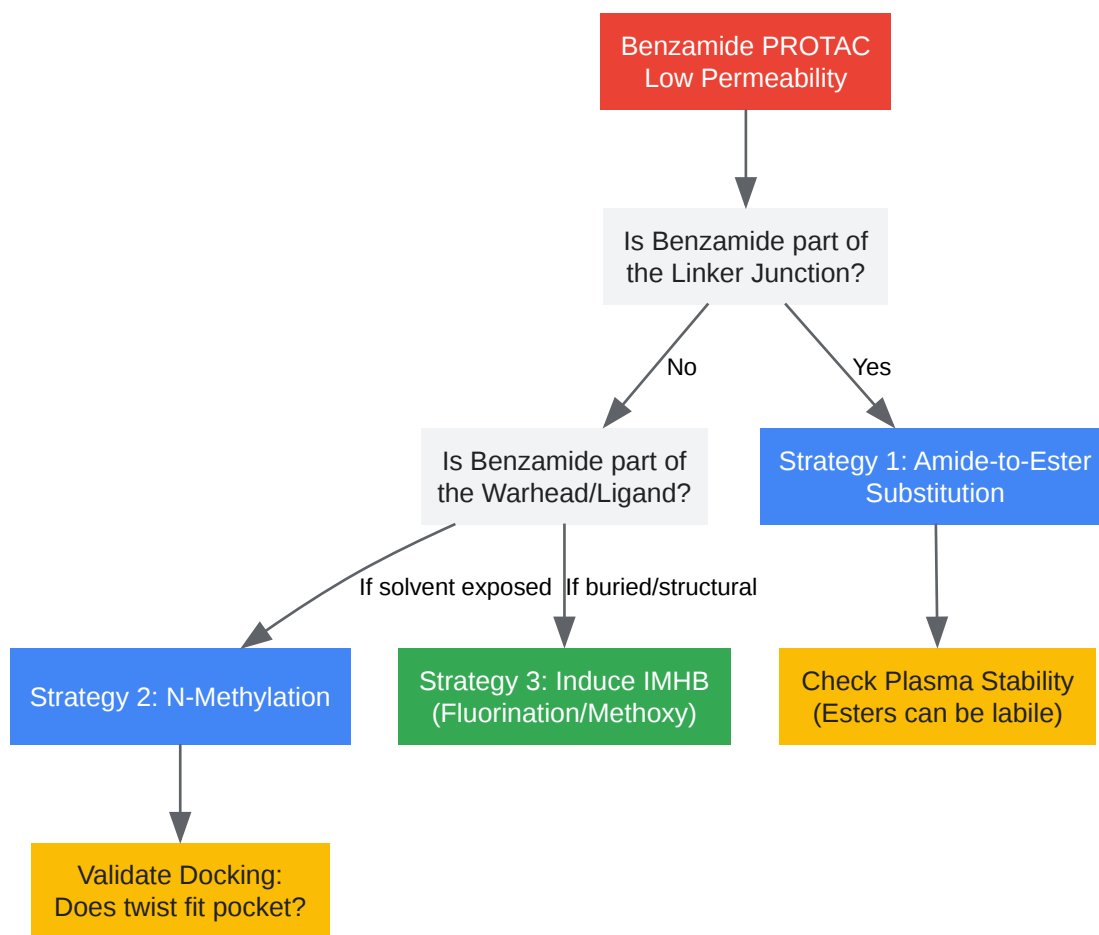 Benzamide PROTAC
Low Permeability
Is Benzamide part of
the Linker Junction?
No
Yes
Is Benzamide part of
the Warhead/Ligand?
Strategy 1: Amide-to-Ester
Substitution
If solvent exposed
If buried/structural
Strategy 2: N-Methylation
Strategy 3: Induce IMHB
(Fluorination/Methoxy)
Check Plasma Stability
(Esters can be labile)
Validate Docking:
Does twist fit pocket?